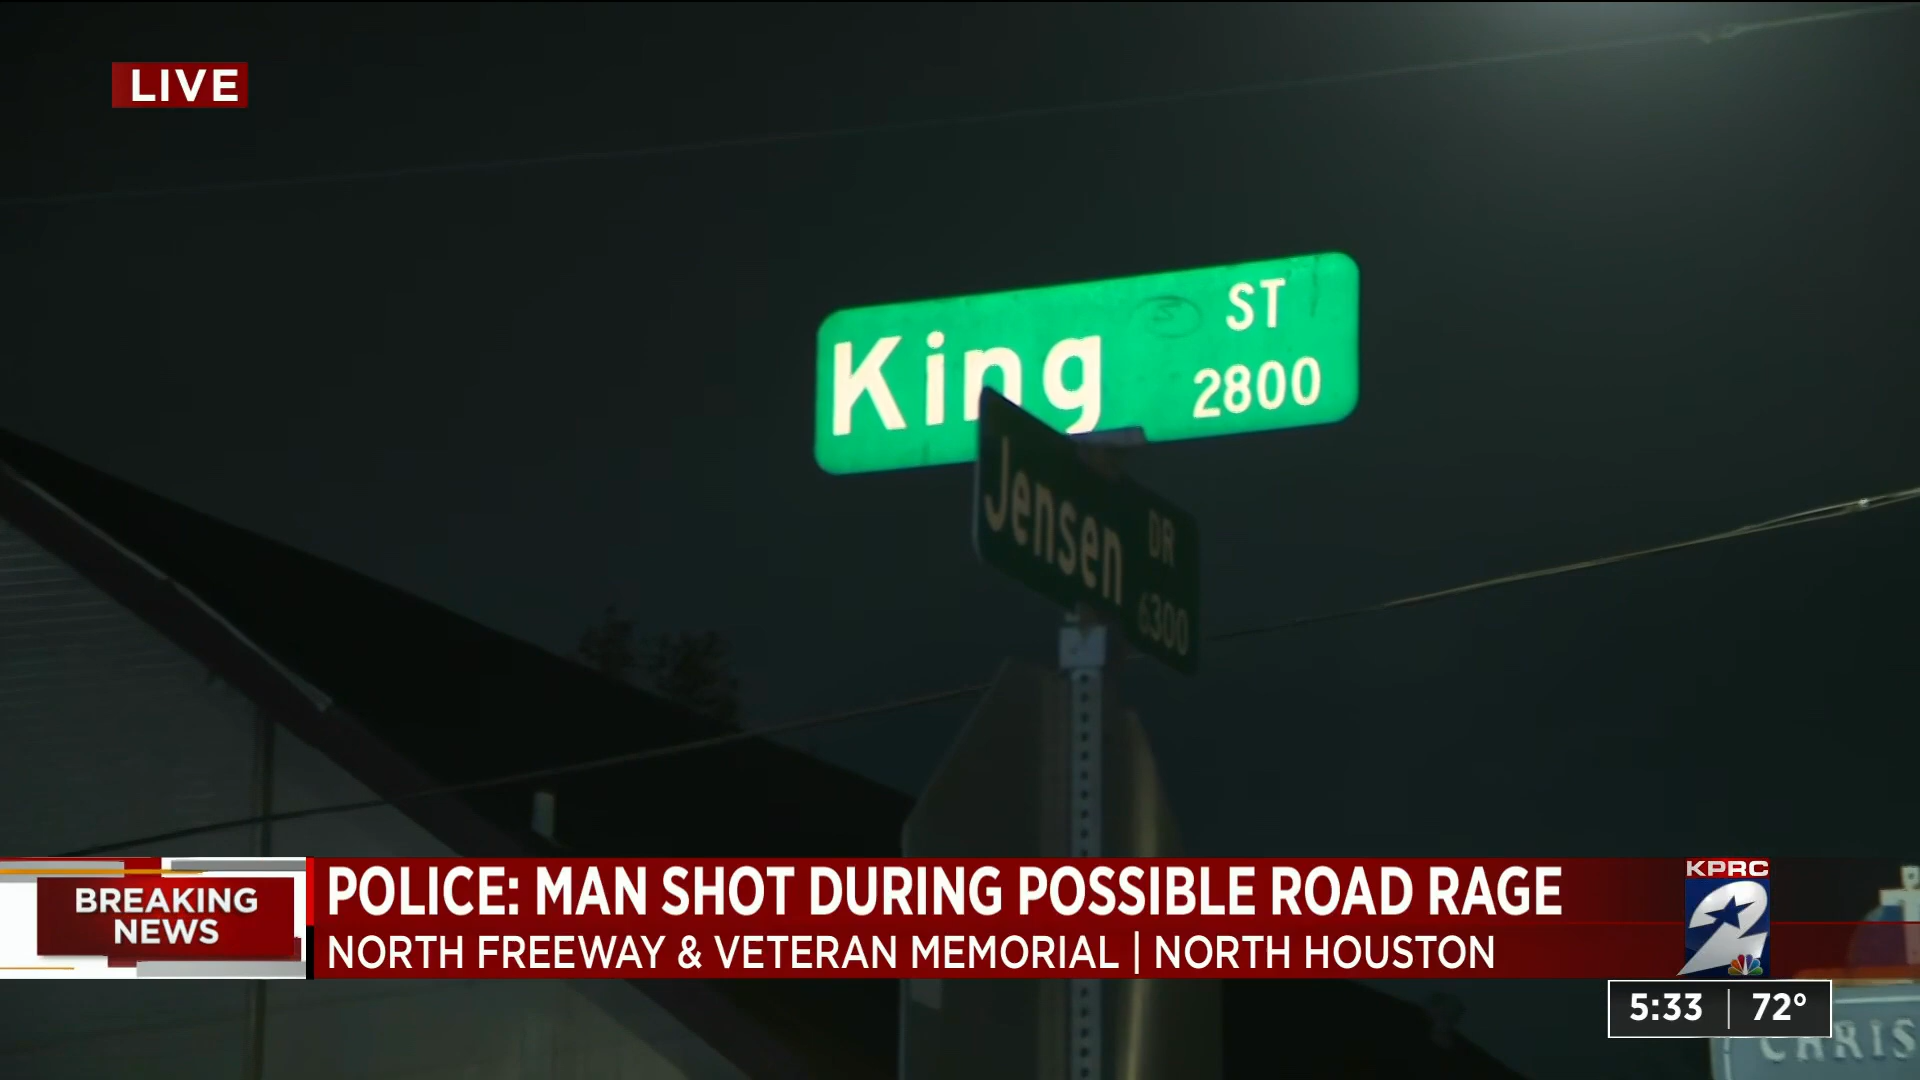 LIVE
King ST
2800
Jensen DR
6300
BREAKING
NEWS
POLICE: MAN SHOT DURING POSSIBLE ROAD RAGE
NORTH FREEWAY & VETERAN MEMORIAL | NORTH HOUSTON
KPRC
2
5:33 | 72°
CHRIS